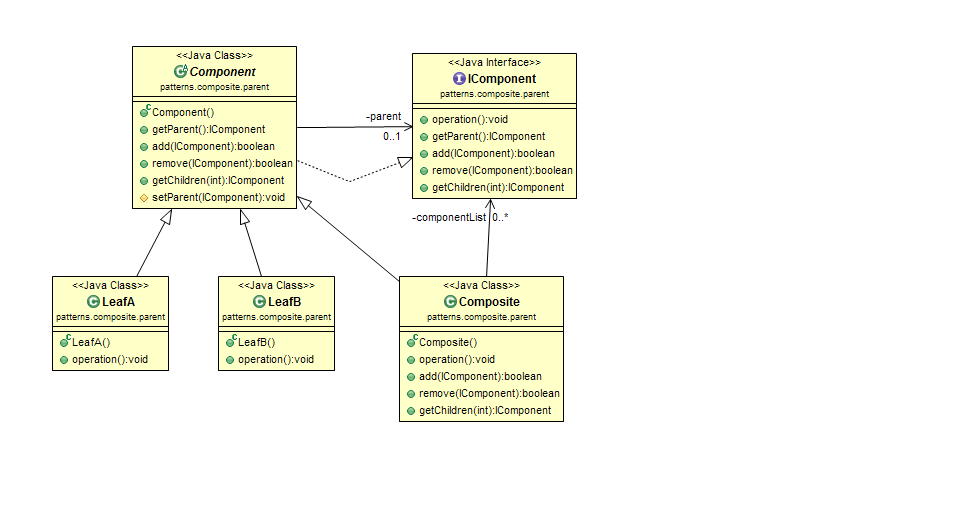 <<Java Class>>
Component
patterns.composite.parent
Component()
getParent():IComponent
add(IComponent):boolean
remove(IComponent):boolean
getChildren(int):IComponent
setParent(IComponent):void
-parent
0..1
<<Java Interface>>
IComponent
patterns.composite.parent
operation():void
getParent():IComponent
add(IComponent):boolean
remove(IComponent):boolean
getChildren(int):IComponent
-componentList 0..*
<<Java Class>>
LeafA
patterns.composite.parent
LeafA()
operation():void
<<Java Class>>
LeafB
patterns.composite.parent
LeafB()
operation():void
<<Java Class>>
Composite
patterns.composite.parent
Composite()
operation():void
add(IComponent):boolean
remove(IComponent):boolean
getChildren(int):IComponent